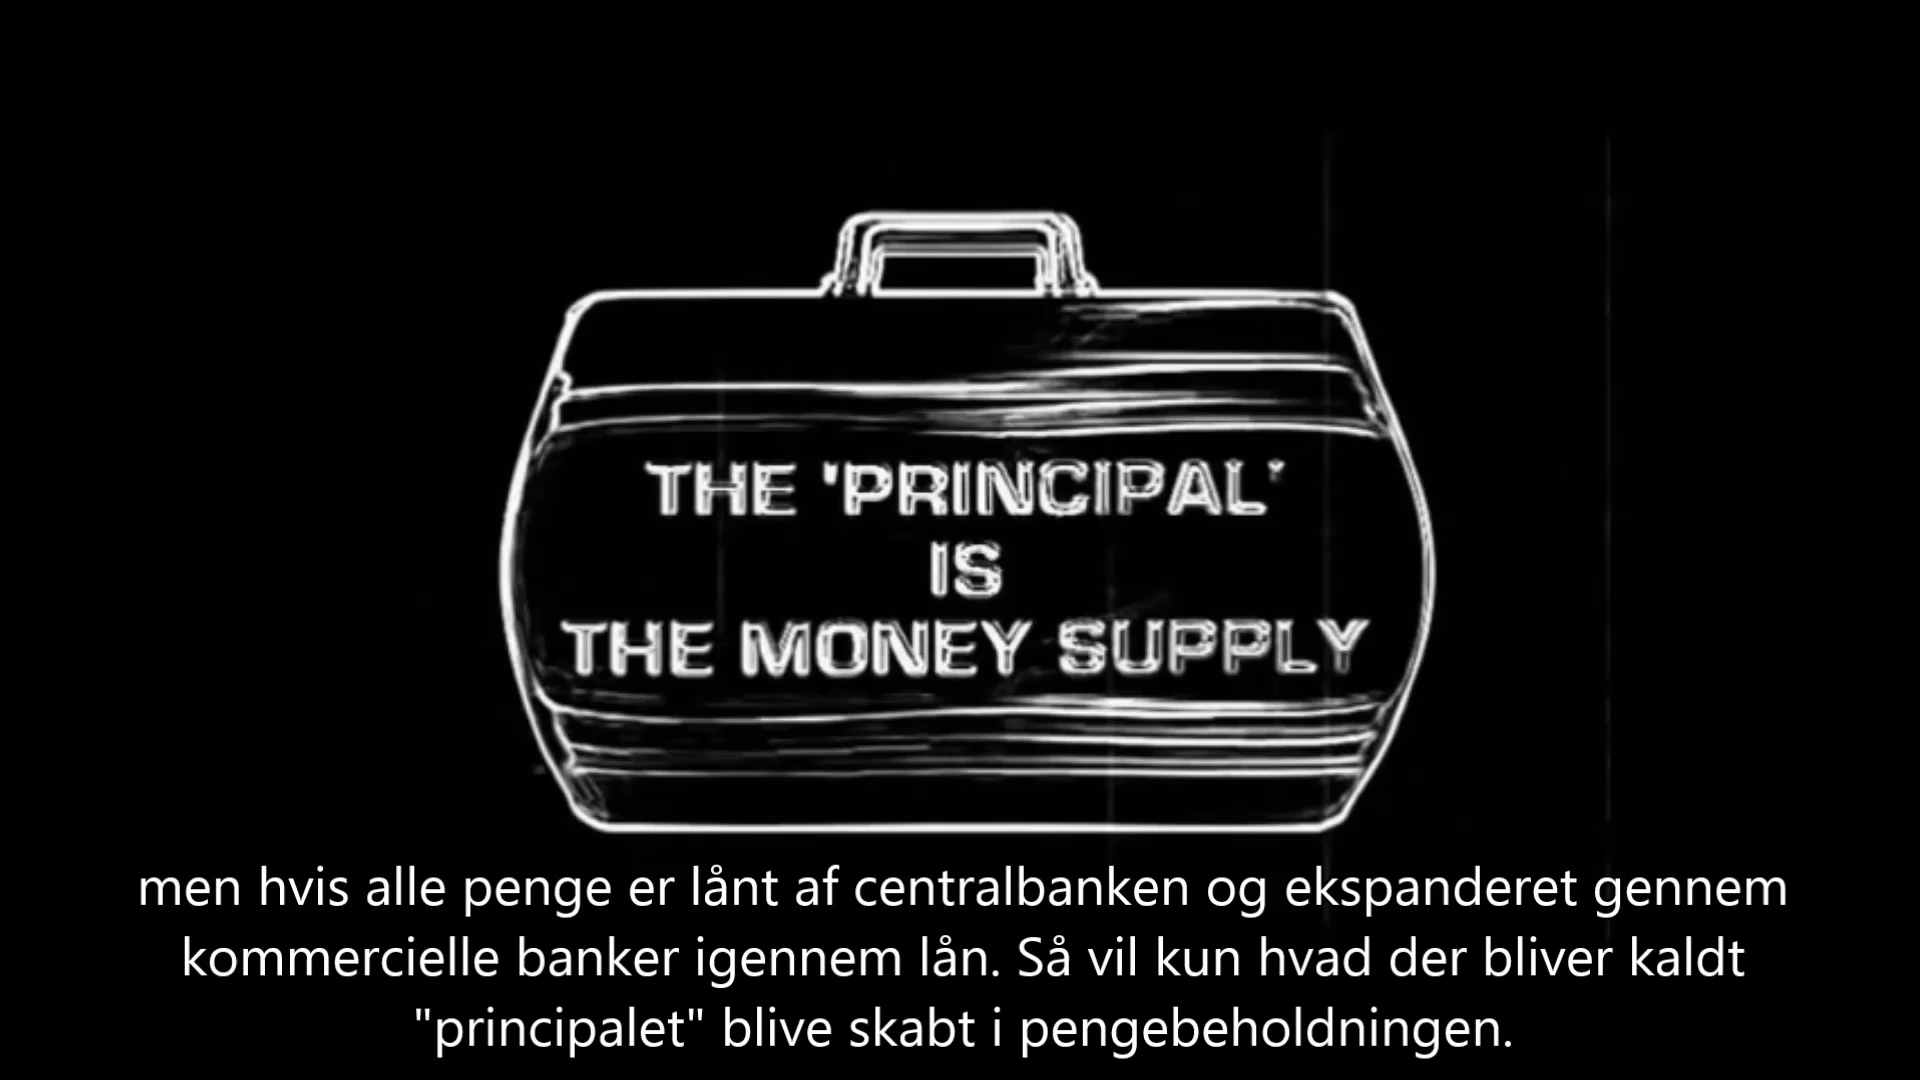 THE 'PRINCIPAL'
IS
THE MONEY SUPPLY
men hvis alle penge er lånt af centralbanken og ekspanderet gennem
kommercielle banker igennem lån. Så vil kun hvad der bliver kaldt
"principalet" blive skabt i pengebeholdningen.